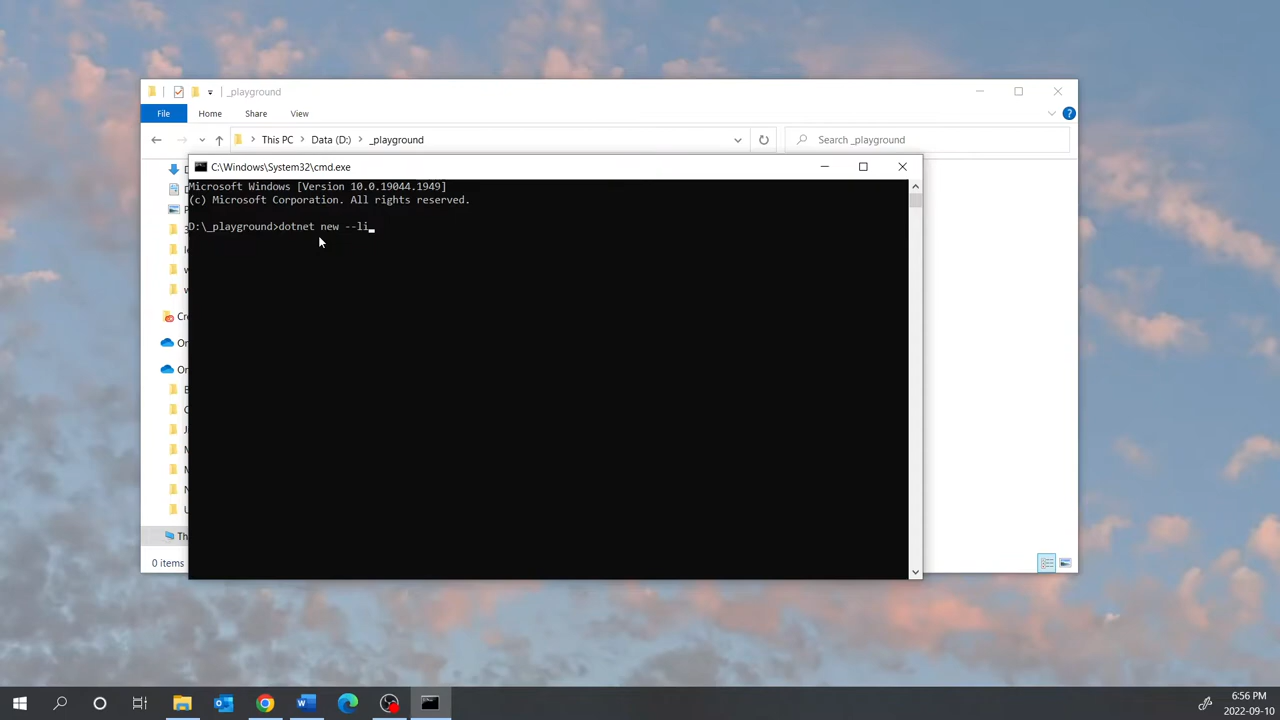 _playground
File
Home
Share
View
This PC
Data (D:)
_playground
Search _playground
C:\Windows\System32\cmd.exe
Microsoft Windows [Version 10.0.19044.1949]
(c) Microsoft Corporation. All rights reserved.
D:\_playground>dotnet new --li_
0 items
6:56 PM
2022-09-10